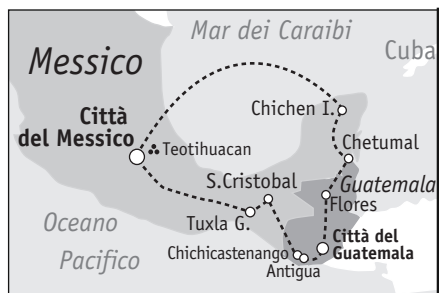 Mar dei Caraibi
Cuba
Messico
Chichen I.
Città
del Messico
Teotihuacan
Chetumal
S.Cristobal
Guatemala
Flores
Oceano
Pacifico
Tuxla G.
Città del
Guatemala
Chichicastenango
Antigua